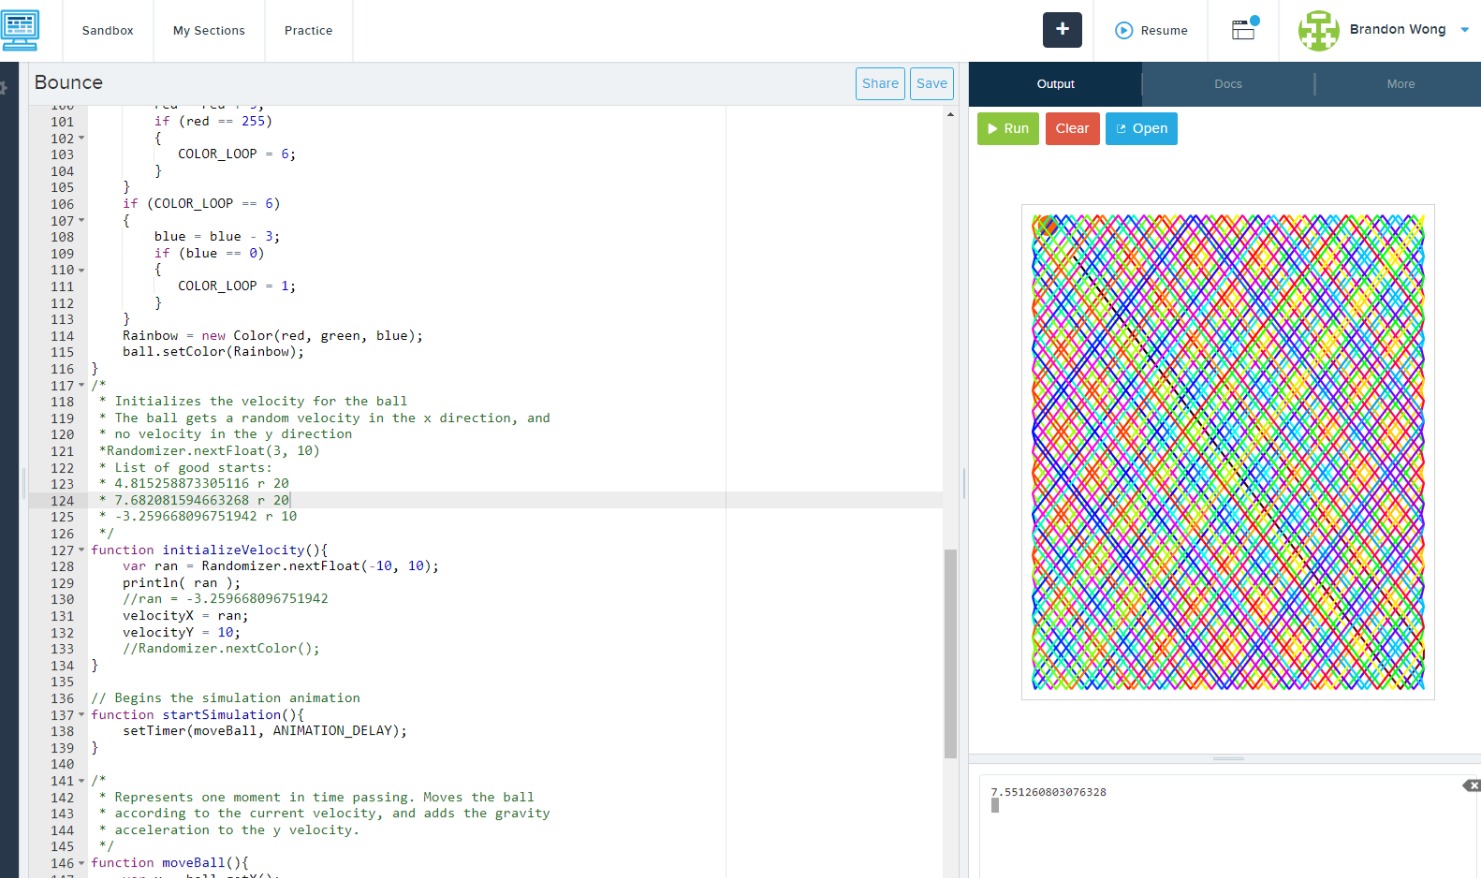 Sandbox
My Sections
Practice
+
Resume
Brandon Wong
Bounce
Share
Save
101 if (red == 255)
102 {
103 COLOR_LOOP = 6;
104 }
105 }
106 if (COLOR_LOOP == 6)
107 {
108 blue = blue - 3;
109 if (blue == 0)
110 {
111 COLOR_LOOP = 1;
112 }
113 }
114 Rainbow = new Color(red, green, blue);
115 ball.setColor(Rainbow);
116 }
117 /*
118 * Initializes the velocity for the ball
119 * The ball gets a random velocity in the x direction, and
120 * no velocity in the y direction
121 *Randomizer.nextFloat(3, 10)
122 * List of good starts:
123 * 4.815258873305116 r 20
124 * 7.682081594663268 r 20
125 * -3.259668096751942 r 10
126 */
127 function initializeVelocity(){
128 var ran = Randomizer.nextFloat(-10, 10);
129 println( ran );
130 //ran = -3.259668096751942
131 velocityX = ran;
132 velocityY = 10;
133 //Randomizer.nextColor();
134 }
135
136 // Begins the simulation animation
137 function startSimulation(){
138 setTimer(moveBall, ANIMATION_DELAY);
139 }
140
141 /*
142 * Represents one moment in time passing. Moves the ball
143 * according to the current velocity, and adds the gravity
144 * acceleration to the y velocity.
145 */
146 function moveBall(){
Output
Docs
More
Run
Clear
Open
7.551260803076328